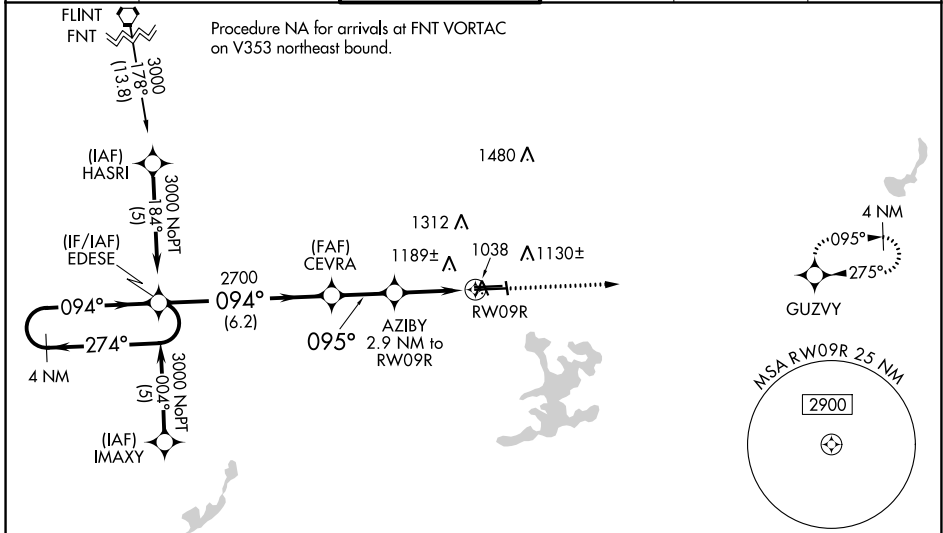 FLINT
FNT
Procedure NA for arrivals at FNT VORTAC
on V353 northeast bound.
3000
178°
(13.8)
(IAF)
HASRI
3000 NoPT
184°
(5)
1480
1312
1189±
1038
1130±
4 NM
095°
275°
GUZVY
(IF/IAF)
EDESE
(FAF)
CEVRA
2700
094°
(6.2)
094°
274°
4 NM
095°
AZIBY
2.9 NM to
RW09R
RW09R
3000 NoPT
004°
(5)
(IAF)
IMAXY
MSA RW09R 25 NM
2900